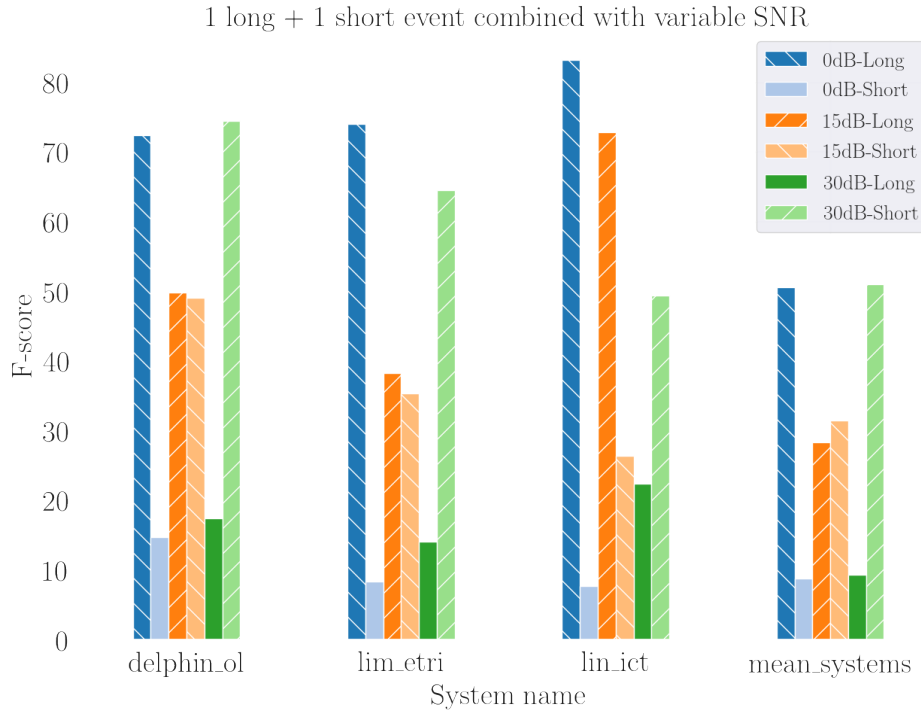 1 long + 1 short event combined with variable SNR
0dB-Long
0dB-Short
15dB-Long
15dB-Short
30dB-Long
30dB-Short
F-score
80
70
60
50
40
30
20
10
0
delphin_ol lim_etri lin_ict mean_systems
System name